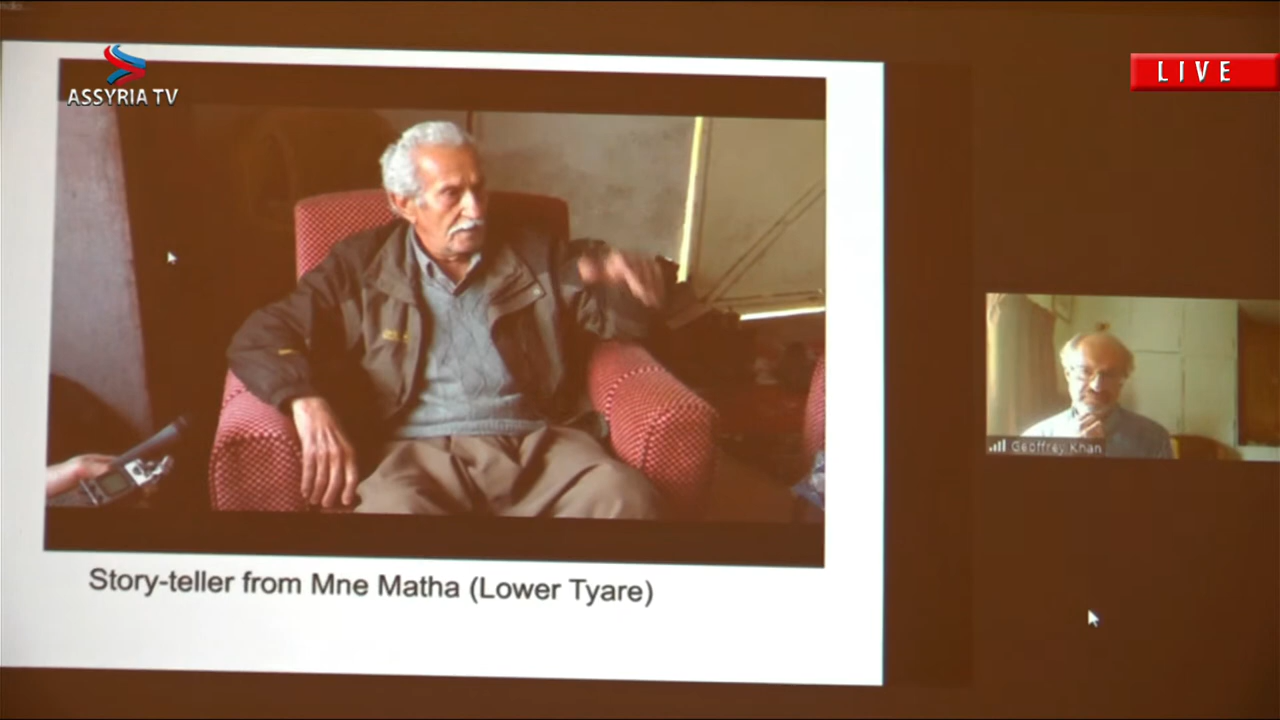 ASSYRIA TV
LIVE
Geoffrey Khan
Story-teller from Mne Matha (Lower Tyare)